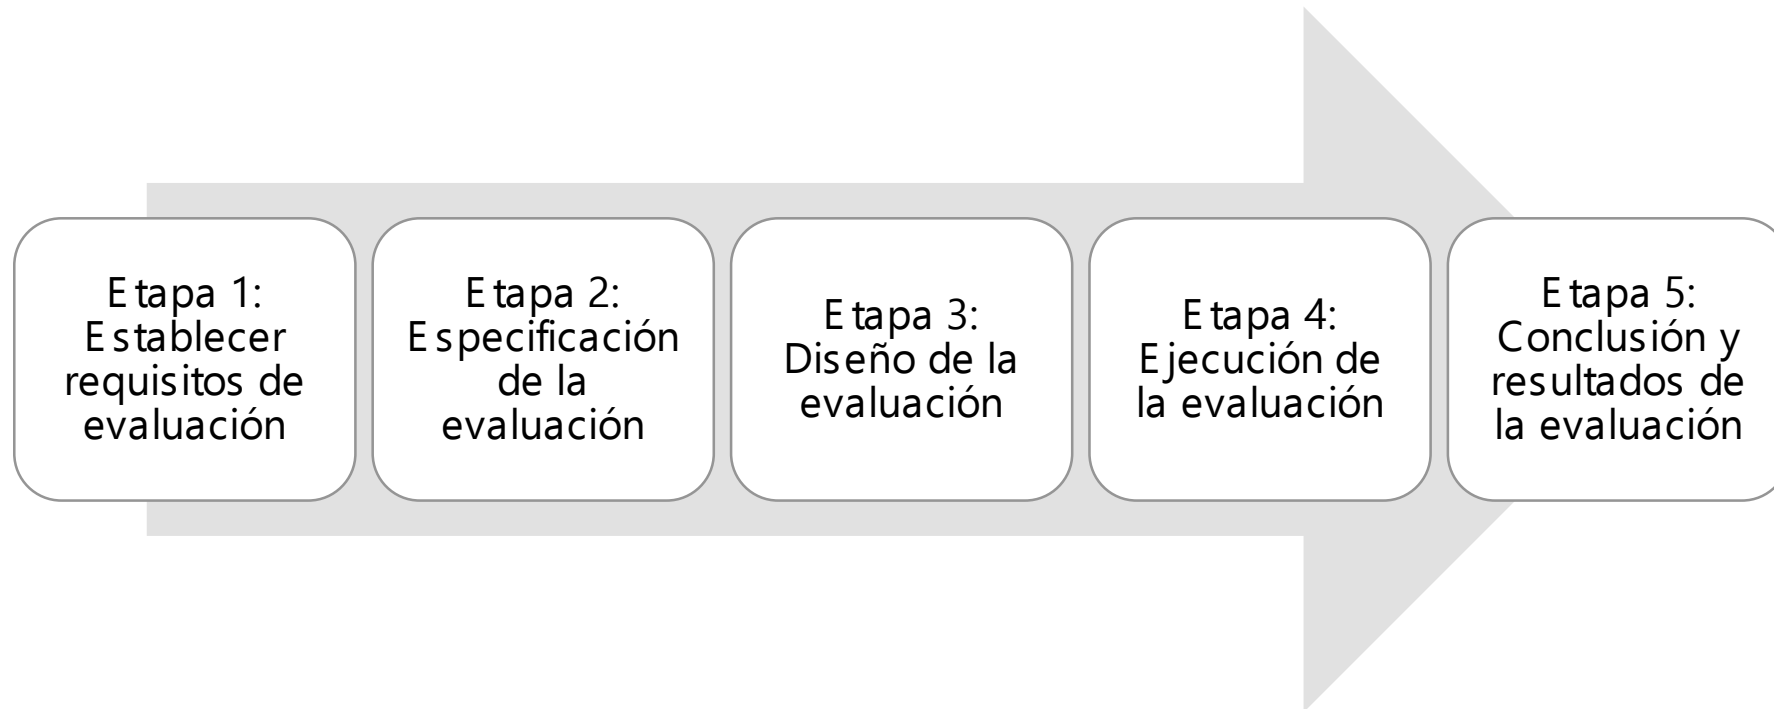 Etapa 1:
Establecer
requisitos de
evaluación
Etapa 2:
Especificación
de la
evaluación
Etapa 3:
Diseño de la
evaluación
Etapa 4:
Ejecución de
la evaluación
Etapa 5:
Conclusión y
resultados de
la evaluación